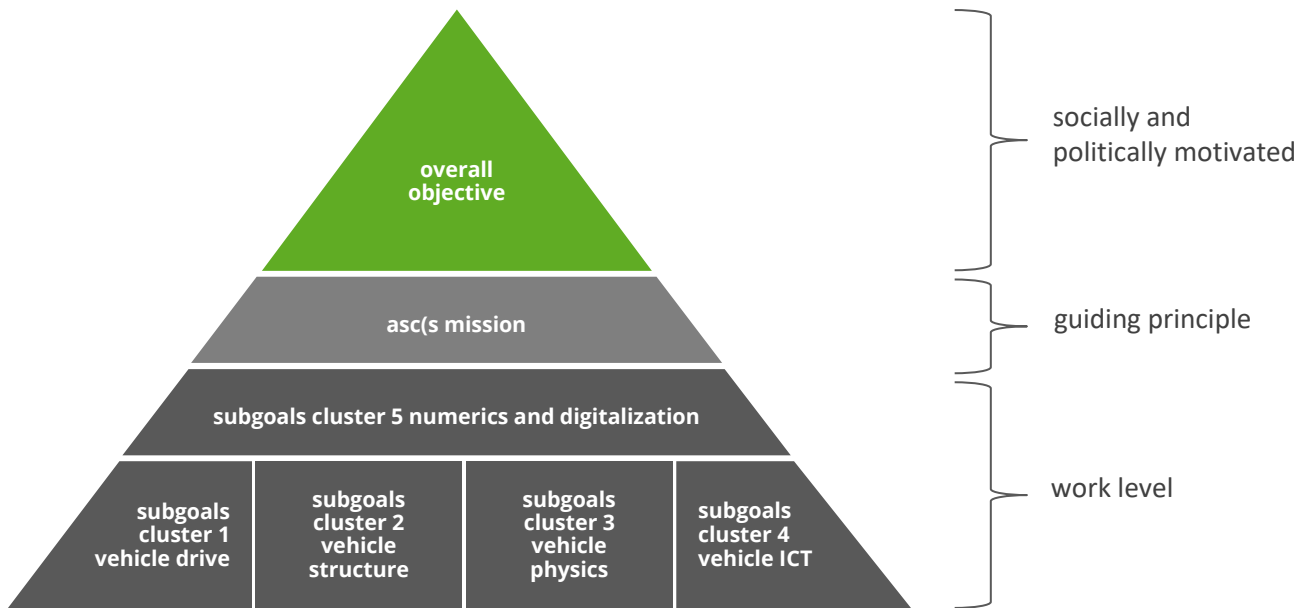 overall
objective
socially and
politically motivated
asc(s mission
guiding principle
subgoals cluster 5 numerics and digitalization
work level
subgoals
cluster 1
vehicle drive
subgoals
cluster 2
vehicle
structure
subgoals
cluster 3
vehicle
physics
subgoals
cluster 4
vehicle ICT